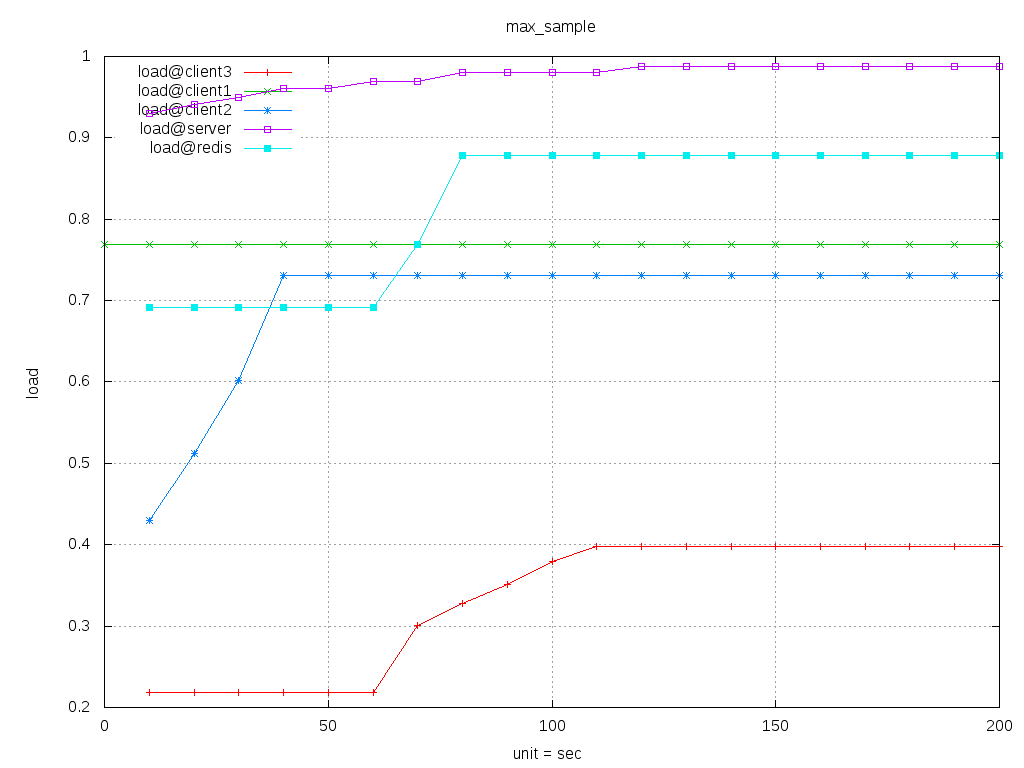 max_sample
load@client3
load@client1
load@client2
load@server
load@redis
1
0.9
0.8
0.7
0.6
0.5
0.4
0.3
0.2
load
0 50 100 150 200
unit = sec